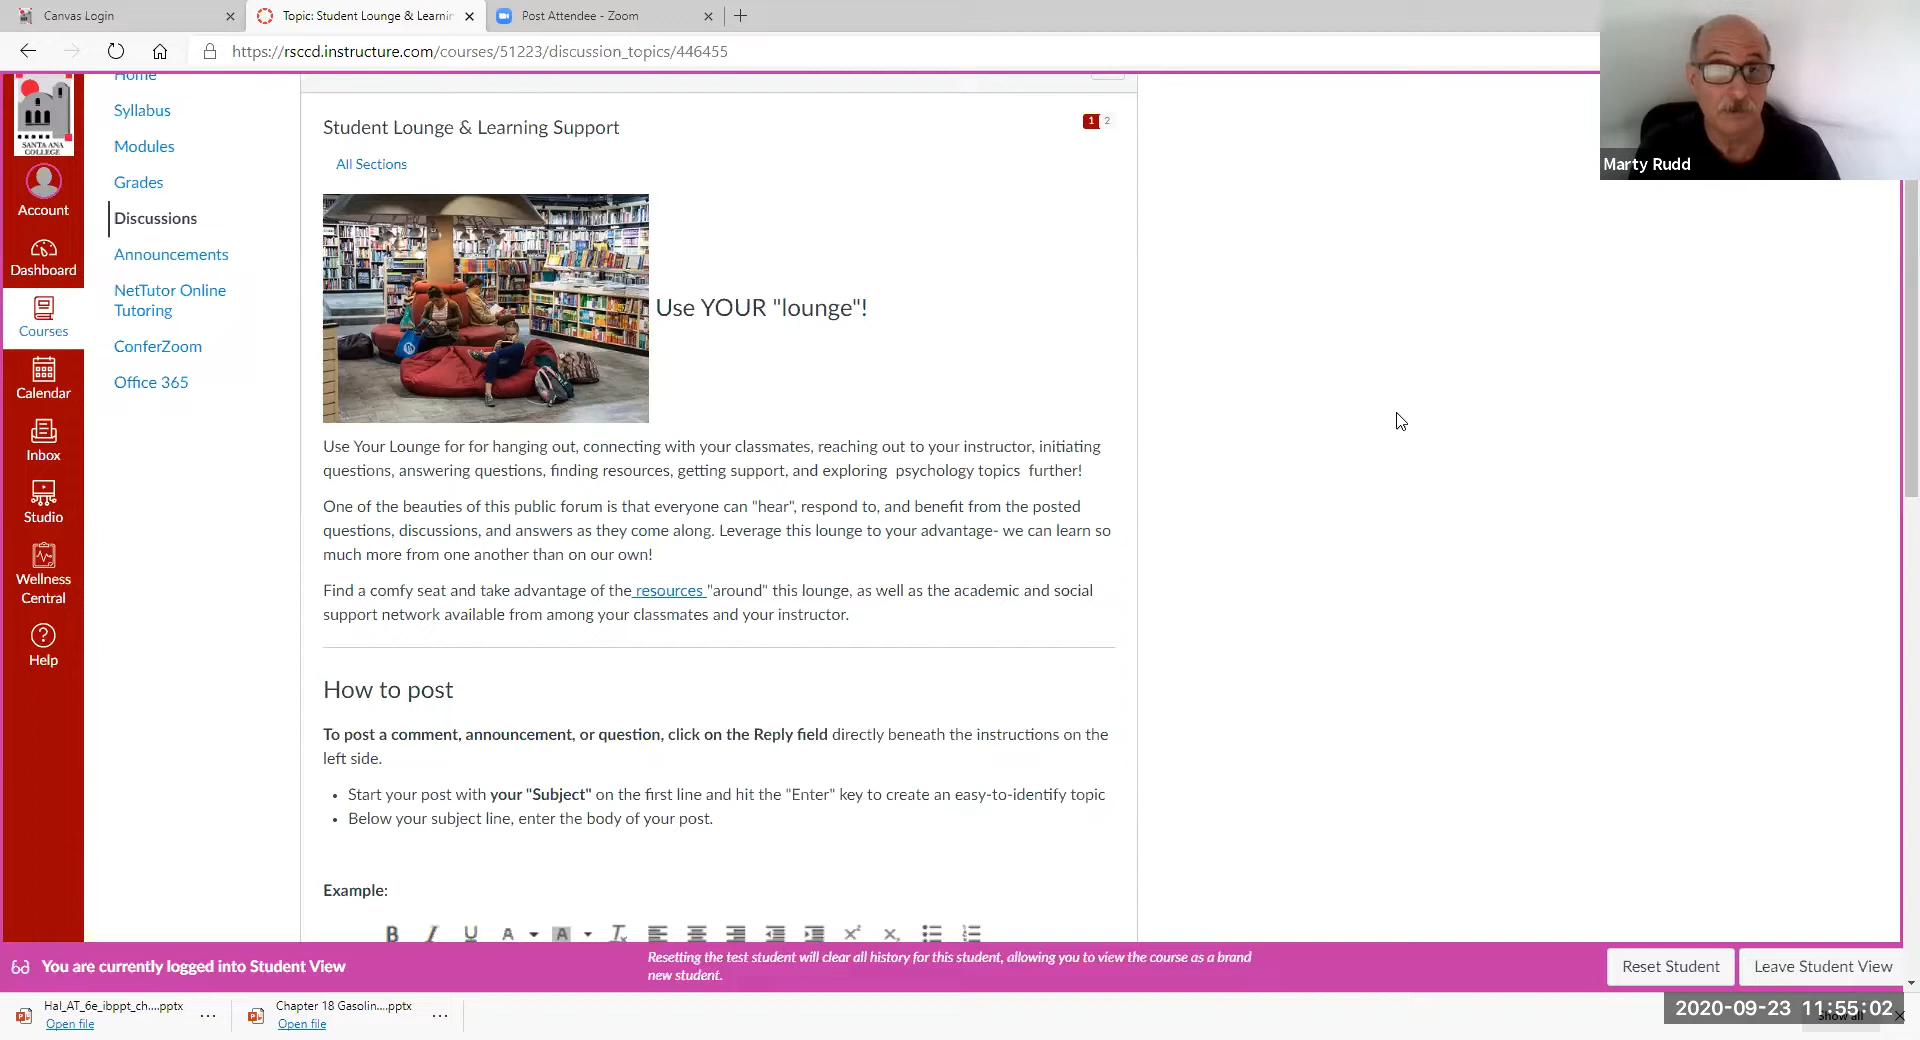 Canvas Login
Topic: Student Lounge & Learnin
Post Attendee - Zoom
https://rsccd.instructure.com/courses/51223/discussion_topics/446455
Marty Rudd
SANTA ANA
COLLEGE
Account
Dashboard
Courses
Calendar
Inbox
Studio
Wellness
Central
Help
Home
Syllabus
Modules
Grades
Discussions
Announcements
NetTutor Online
Tutoring
ConferZoom
Office 365
Student Lounge & Learning Support
1 2
All Sections
Use YOUR "lounge"!
Use Your Lounge for for hanging out, connecting with your classmates, reaching out to your instructor, initiating
questions, answering questions, finding resources, getting support, and exploring psychology topics further!
One of the beauties of this public forum is that everyone can "hear", respond to, and benefit from the posted
questions, discussions, and answers as they come along. Leverage this lounge to your advantage- we can learn so
much more from one another than on our own!
Find a comfy seat and take advantage of the resources "around" this lounge, as well as the academic and social
support network available from among your classmates and your instructor.
How to post
To post a comment, announcement, or question, click on the Reply field directly beneath the instructions on the
left side.
• Start your post with your "Subject" on the first line and hit the "Enter" key to create an easy-to-identify topic
• Below your subject line, enter the body of your post.
Example:
B I U A A
You are currently logged into Student View
Resetting the test student will clear all history for this student, allowing you to view the course as a brand
new student.
Reset Student
Leave Student View
Hal_AT_6e_ibppt_ch....pptx
Open file
Chapter 18 Gasolin....pptx
Open file
2020-09-23 11:55:02
Show all